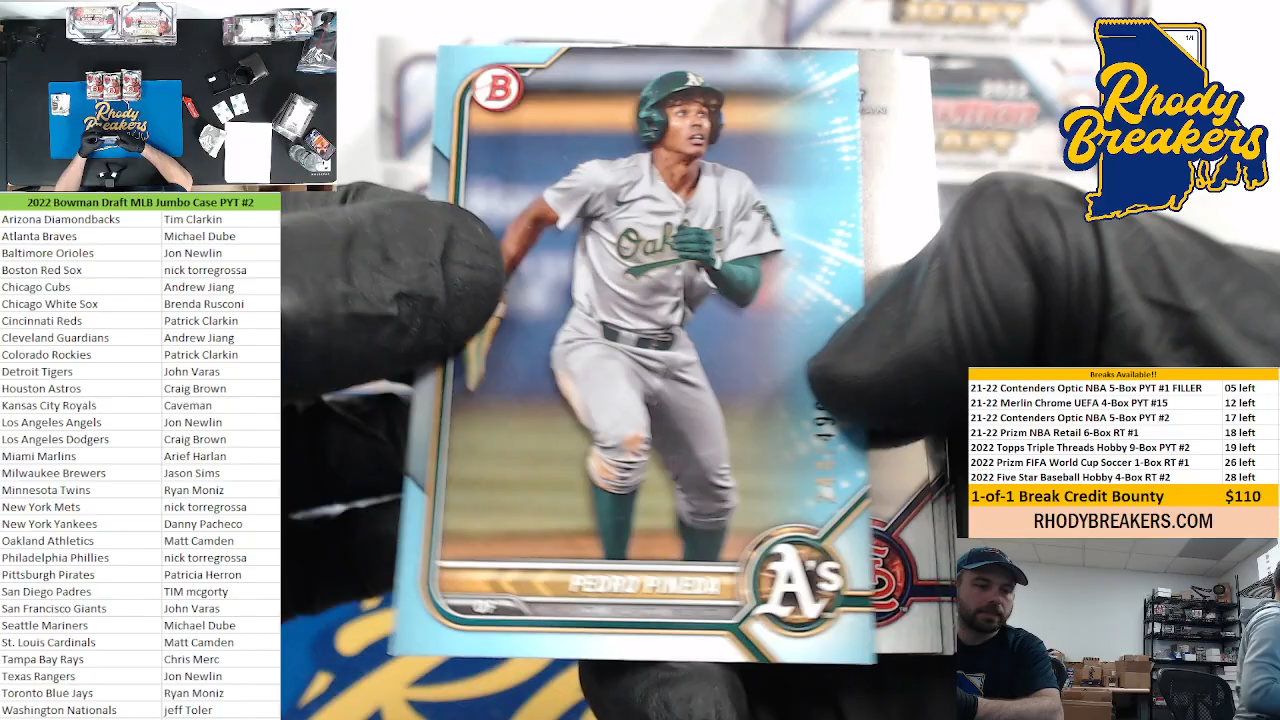 2022 Bowman Draft MLB Jumbo Case PYT #2
Arizona Diamondbacks Tim Clarkin
Atlanta Braves Michael Dube
Baltimore Orioles Jon Newlin
Boston Red Sox nick torregrossa
Chicago Cubs Andrew Jiang
Chicago White Sox Brenda Rusconi
Cincinnati Reds Patrick Clarkin
Cleveland Guardians Andrew Jiang
Colorado Rockies Patrick Clarkin
Detroit Tigers John Varas
Houston Astros Craig Brown
Kansas City Royals Caveman
Los Angeles Angels Jon Newlin
Los Angeles Dodgers Craig Brown
Miami Marlins Arief Harlan
Milwaukee Brewers Jason Sims
Minnesota Twins Ryan Moniz
New York Mets nick torregrossa
New York Yankees Danny Pacheco
Oakland Athletics Matt Camden
Philadelphia Phillies nick torregrossa
Pittsburgh Pirates Patricia Herron
San Diego Padres TIM mcgorty
San Francisco Giants John Varas
Seattle Mariners Michael Dube
St. Louis Cardinals Matt Camden
Tampa Bay Rays Chris Merc
Texas Rangers Jon Newlin
Toronto Blue Jays Ryan Moniz
Washington Nationals jeff Toler
Rhody
Breakers
B
A's
PEDRO PINEDA
A's
2022
1/1
Rhody
Breakers
Breaks Available!!
21-22 Contenders Optic NBA 5-Box PYT #1 FILLER 05 left
21-22 Merlin Chrome UEFA 4-Box PYT #15 12 left
21-22 Contenders Optic NBA 5-Box PYT #2 17 left
21-22 Prizm NBA Retail 6-Box RT #1 18 left
2022 Topps Triple Threads Hobby 9-Box PYT #2 19 left
2022 Prizm FIFA World Cup Soccer 1-Box RT #1 26 left
2022 Five Star Baseball Hobby 4-Box RT #2 28 left
1-of-1 Break Credit Bounty $110
RHODYBREAKERS.COM